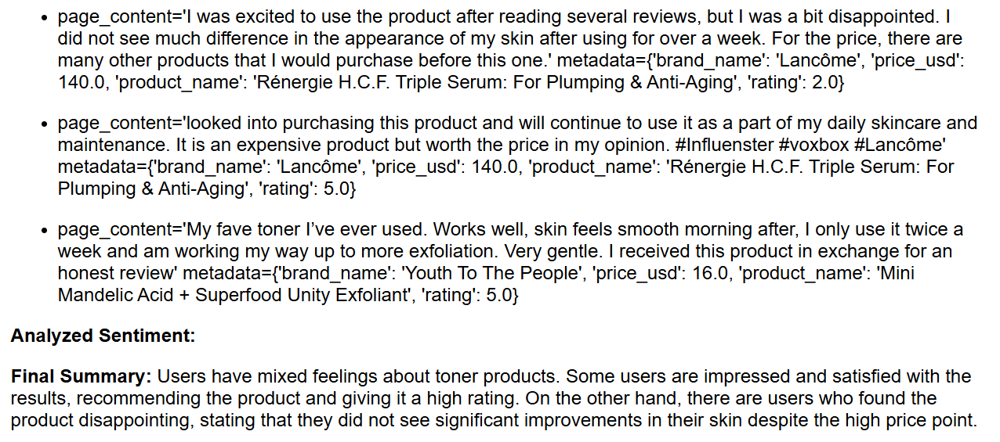 • page_content='I was excited to use the product after reading several reviews, but I was a bit disappointed. I
did not see much difference in the appearance of my skin after using for over a week. For the price, there are
many other products that I would purchase before this one.' metadata={'brand_name': 'Lancôme', 'price_usd':
140.0, 'product_name': 'Rénergie H.C.F. Triple Serum: For Plumping & Anti-Aging', 'rating': 2.0}
• page_content='looked into purchasing this product and will continue to use it as a part of my daily skincare and
maintenance. It is an expensive product but worth the price in my opinion. #Influenster #voxbox #Lancôme'
metadata={'brand_name': 'Lancôme', 'price_usd': 140.0, 'product_name': 'Rénergie H.C.F. Triple Serum: For
Plumping & Anti-Aging', 'rating': 5.0}
• page_content='My fave toner I’ve ever used. Works well, skin feels smooth morning after, I only use it twice a
week and am working my way up to more exfoliation. Very gentle. I received this product in exchange for an
honest review' metadata={'brand_name': 'Youth To The People', 'price_usd': 16.0, 'product_name': 'Mini
Mandelic Acid + Superfood Unity Exfoliant', 'rating': 5.0}
Analyzed Sentiment:
Final Summary: Users have mixed feelings about toner products. Some users are impressed and satisfied with the
results, recommending the product and giving it a high rating. On the other hand, there are users who found the
product disappointing, stating that they did not see significant improvements in their skin despite the high price point.